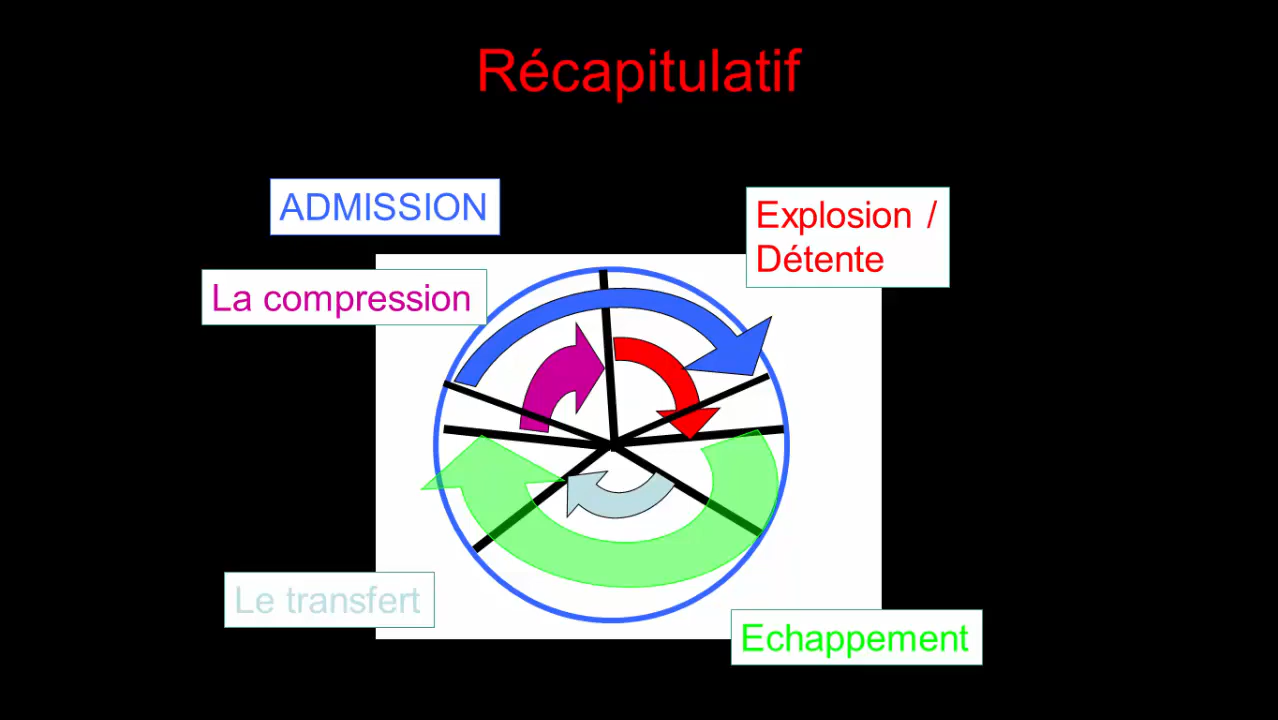 Récapitulatif
ADMISSION
Explosion /
Détente
La compression
Le transfert
Echappement